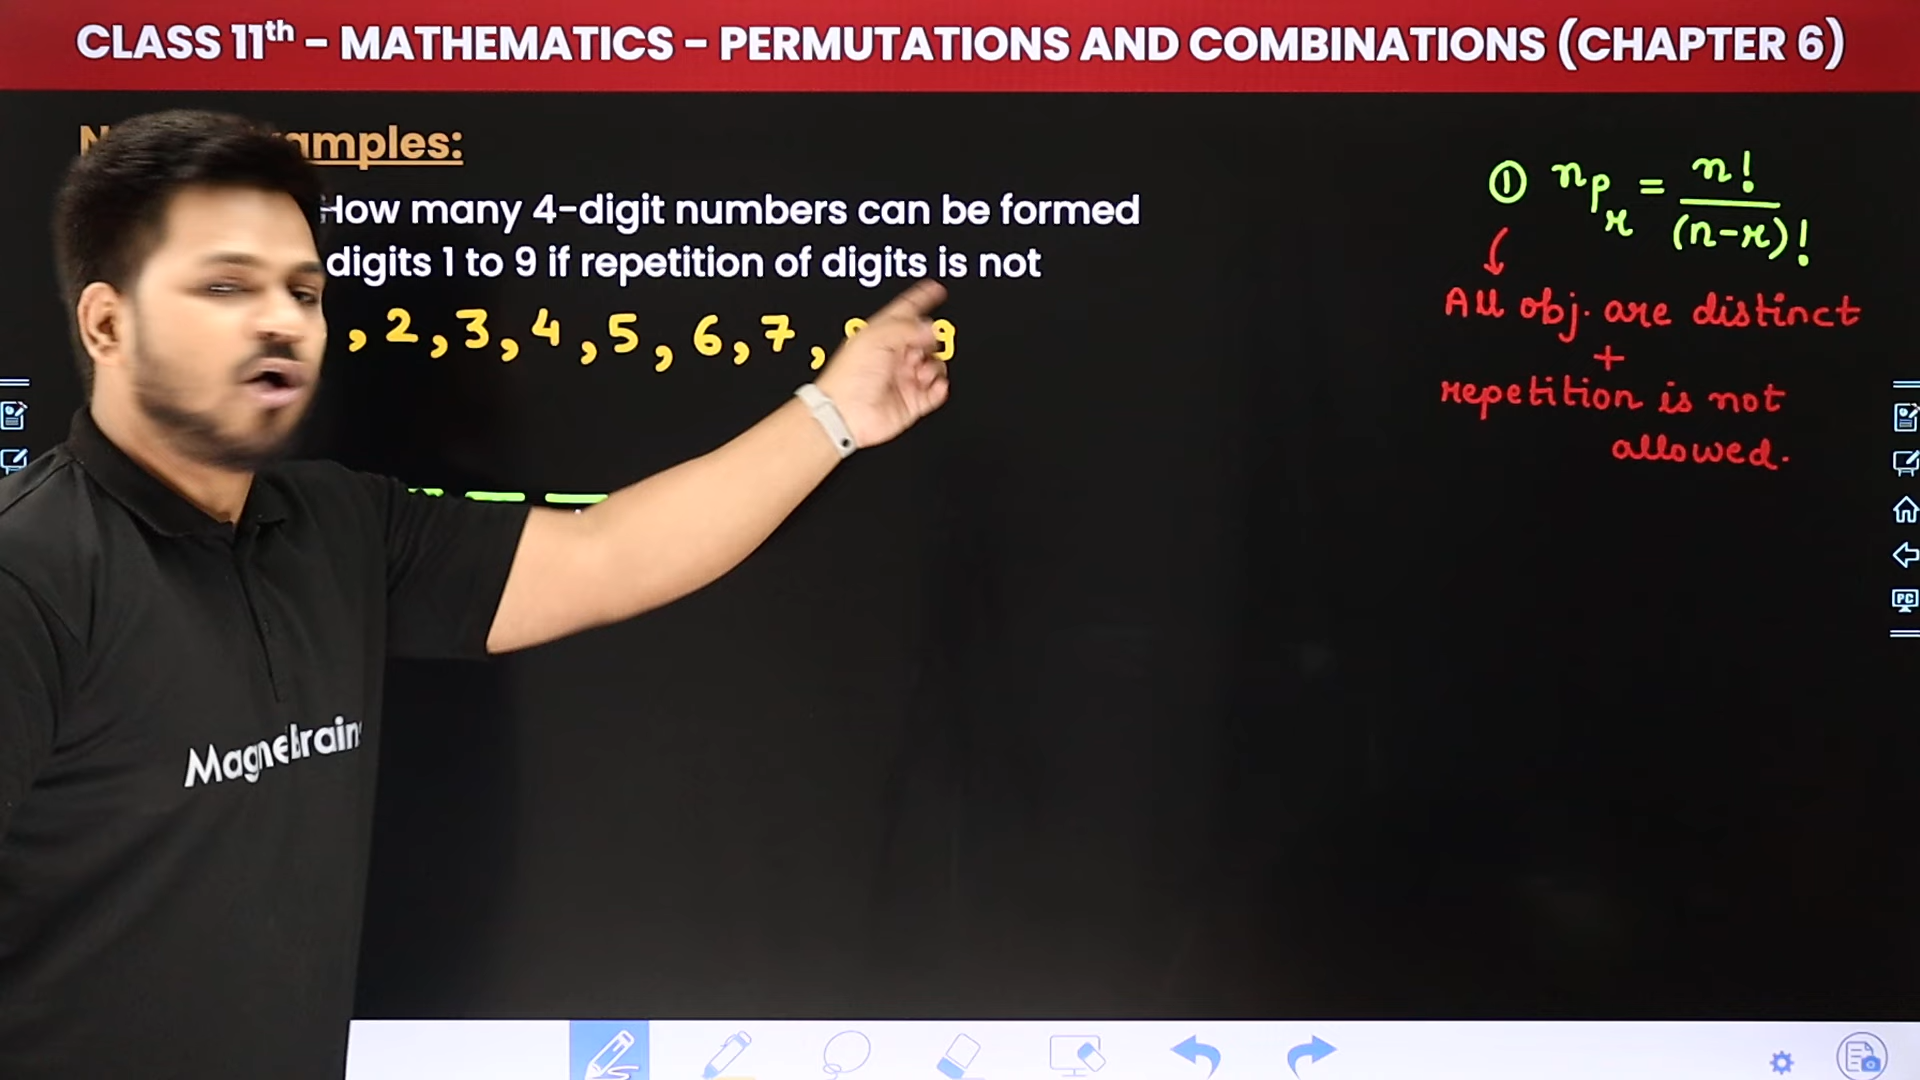 CLASS 11th - MATHEMATICS - PERMUTATIONS AND COMBINATIONS (CHAPTER 6)
How many 4-digit numbers can be formed
digits 1 to 9 if repetition of digits is not
, 2, 3, 4, 5, 6, 7, 9
① nPr = n! / (n-r)!
All obj. are distinct
+
repetition is not
allowed.
PC